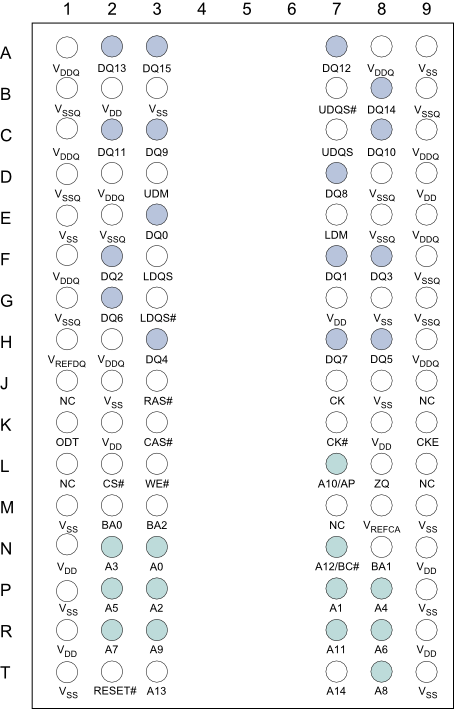 1 2 3 4 5 6 7 8 9
A
VDDQ DQ13 DQ15 DQ12 VDDQ VSS
B
VSSQ VDD VSS UDQS# DQ14 VSSQ
C
VDDQ DQ11 DQ9 UDQS DQ10 VDDQ
D
VSSQ VDDQ UDM DQ8 VSSQ VDD
E
VSS VSSQ DQ0 LDM VSSQ VDDQ
F
VDDQ DQ2 LDQS DQ1 DQ3 VSSQ
G
VSSQ DQ6 LDQS# VDD VSS VSSQ
H
VREFDQ VDDQ DQ4 DQ7 DQ5 VDDQ
J
NC VSS RAS# CK VSS NC
K
ODT VDD CAS# CK# VDD CKE
L
NC CS# WE# A10/AP ZQ NC
M
VSS BA0 BA2 NC VREFCA VSS
N
VDD A3 A0 A12/BC# BA1 VDD
P
VSS A5 A2 A1 A4 VSS
R
VDD A7 A9 A11 A6 VDD
T
VSS RESET# A13 A14 A8 VSS